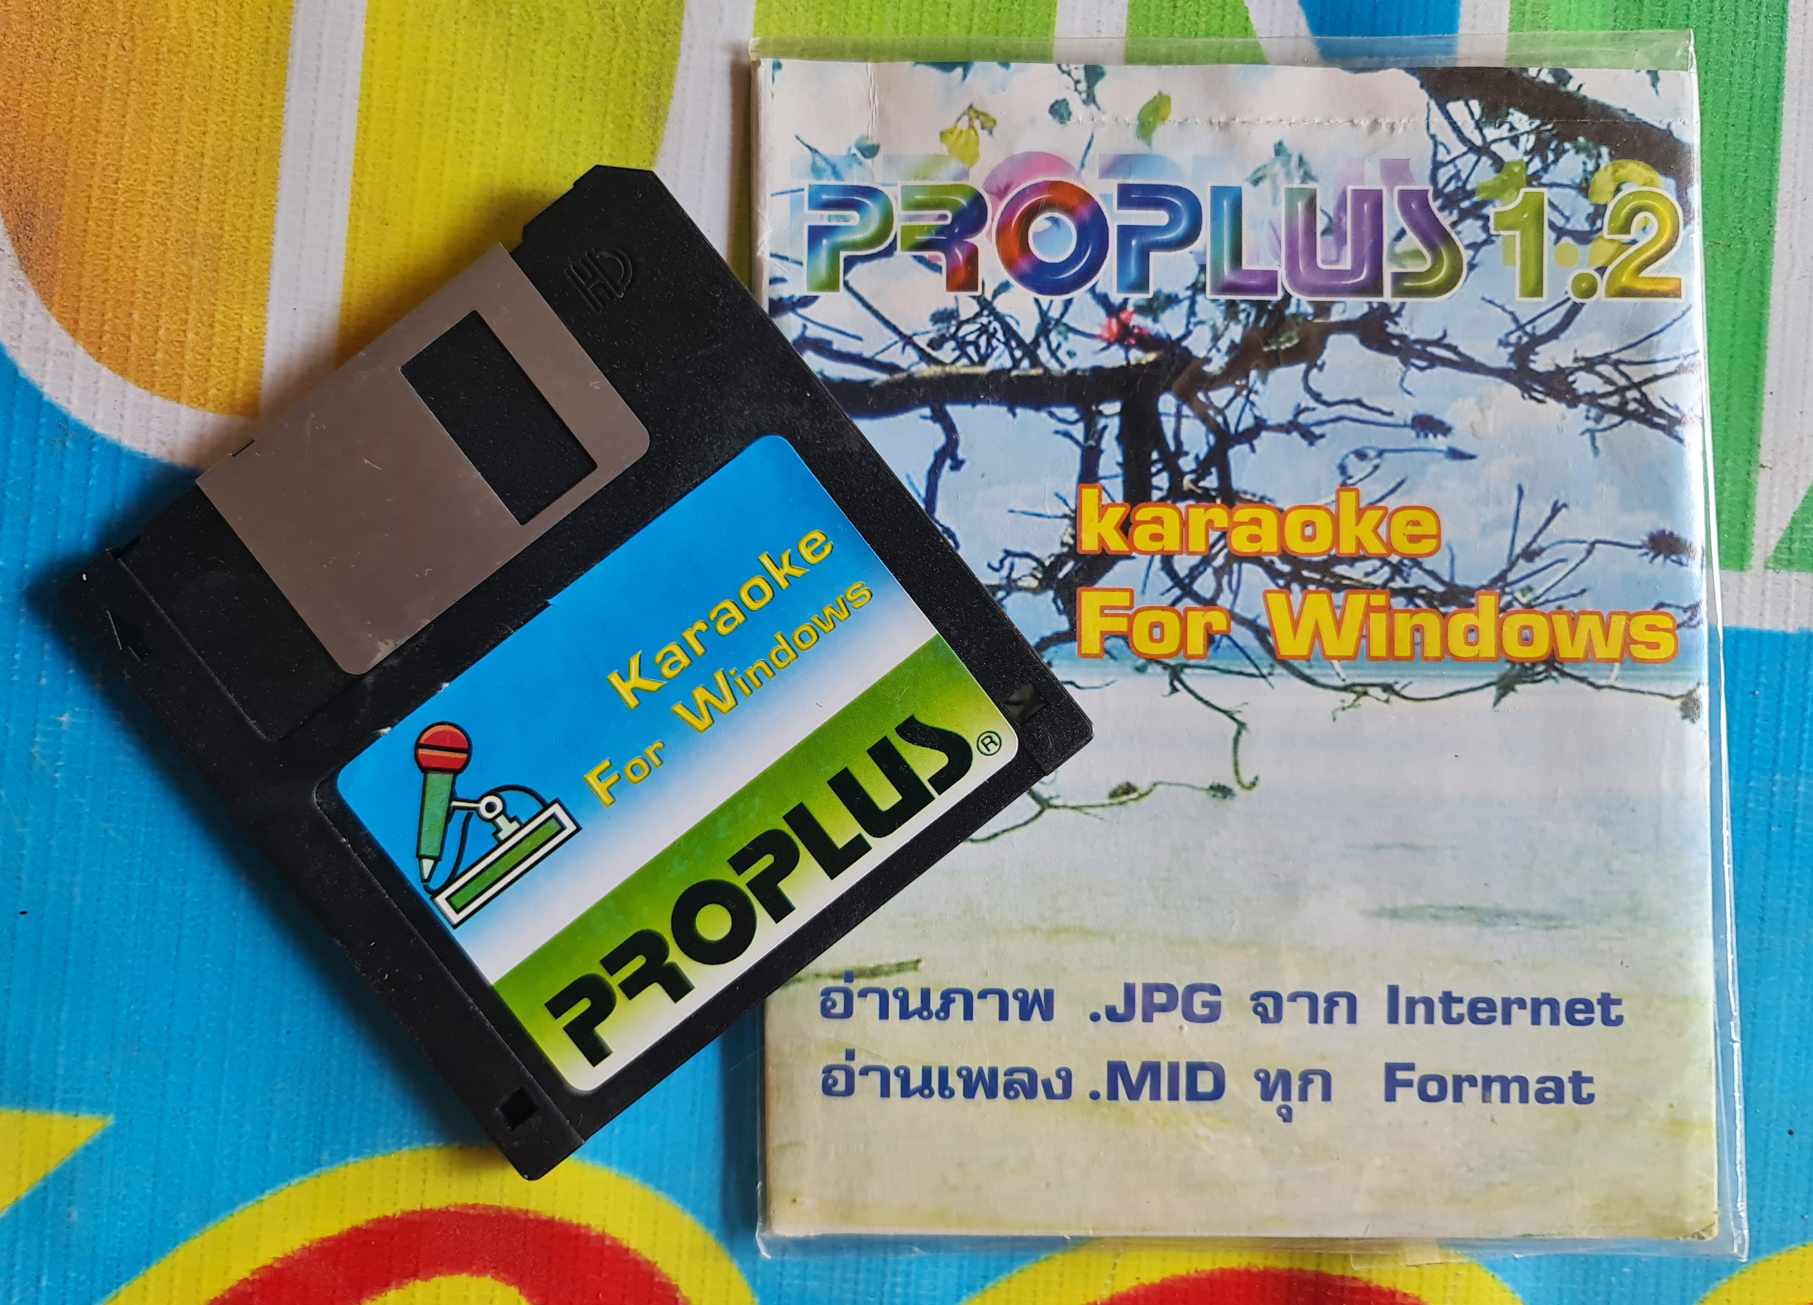 HD
Karaoke
For Windows
PROPLUS®
PROPLUS 1.2
karaoke
For Windows
อ่านภาพ .JPG จาก Internet
อ่านเพลง .MID ทุก Format